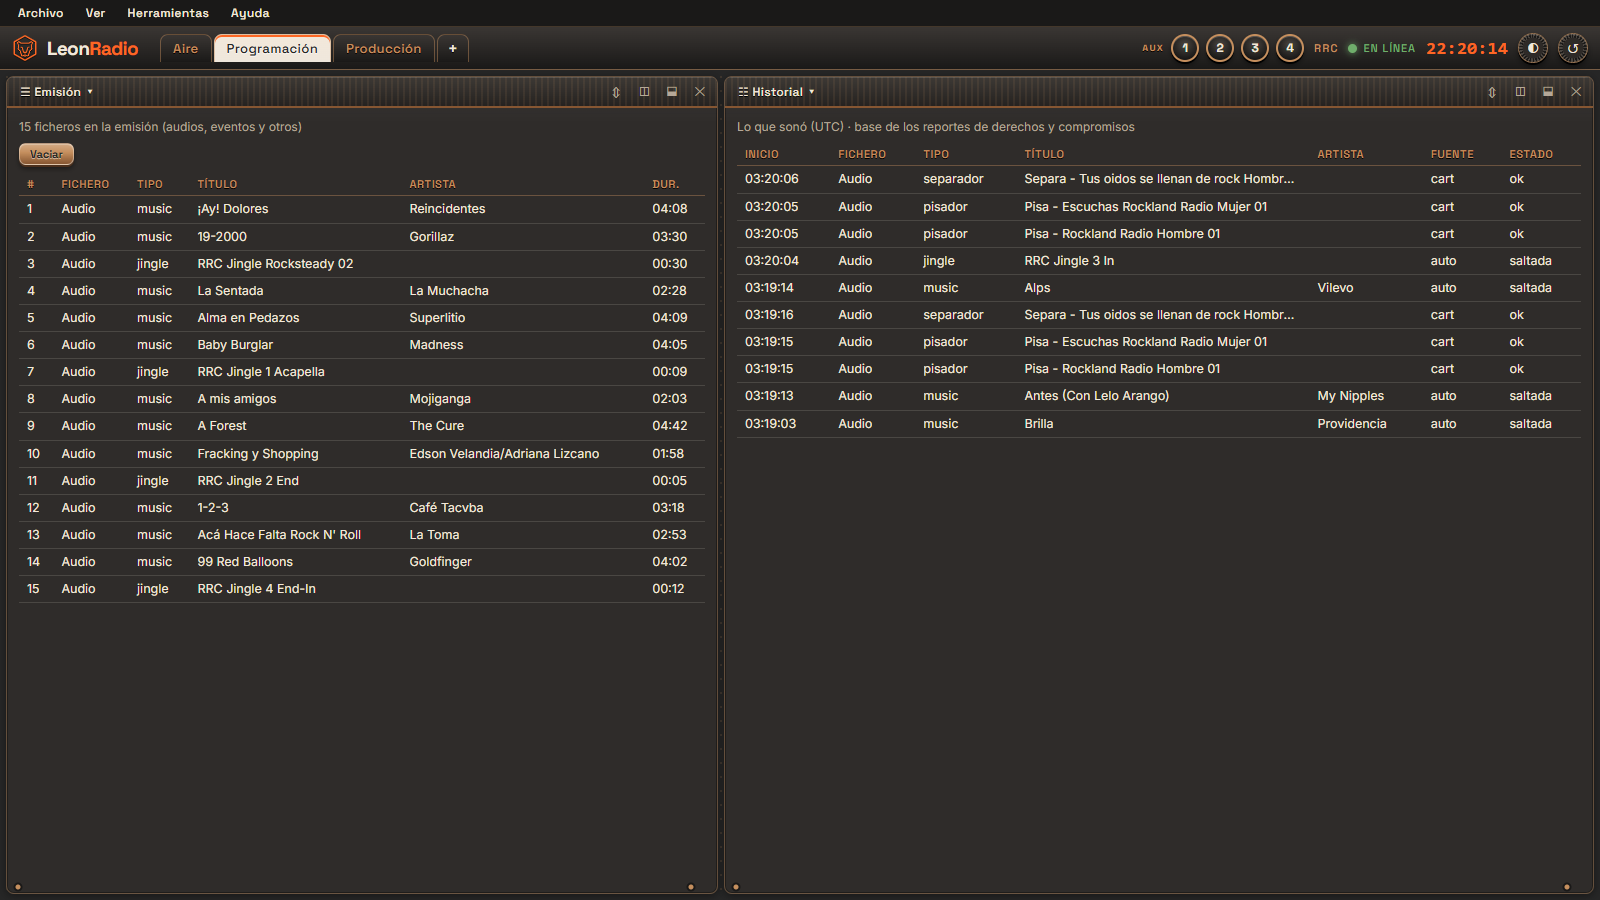 Archivo Ver Herramientas Ayuda
LeonRadio Aire Programación Producción + AUX 1 2 3 4 RRC EN LÍNEA 22:20:14
Emisión
15 ficheros en la emisión (audios, eventos y otros)
Vaciar
# FICHERO TIPO TÍTULO ARTISTA DUR.
1 Audio music ¡Ay! Dolores Reincidentes 04:08
2 Audio music 19-2000 Gorillaz 03:30
3 Audio jingle RRC Jingle Rocksteady 02 00:30
4 Audio music La Sentada La Muchacha 02:28
5 Audio music Alma en Pedazos Superlitio 04:09
6 Audio music Baby Burglar Madness 04:05
7 Audio jingle RRC Jingle 1 Acapella 00:09
8 Audio music A mis amigos Mojiganga 02:03
9 Audio music A Forest The Cure 04:42
10 Audio music Fracking y Shopping Edson Velandia/Adriana Lizcano 01:58
11 Audio jingle RRC Jingle 2 End 00:05
12 Audio music 1-2-3 Café Tacvba 03:18
13 Audio music Acá Hace Falta Rock N' Roll La Toma 02:53
14 Audio music 99 Red Balloons Goldfinger 04:02
15 Audio jingle RRC Jingle 4 End-In 00:12
Historial
Lo que sonó (UTC) · base de los reportes de derechos y compromisos
INICIO FICHERO TIPO TÍTULO ARTISTA FUENTE ESTADO
03:20:06 Audio separador Separa - Tus oidos se llenan de rock Hombr... cart ok
03:20:05 Audio pisador Pisa - Escuchas Rockland Radio Mujer 01 cart ok
03:20:05 Audio pisador Pisa - Rockland Radio Hombre 01 cart ok
03:20:04 Audio jingle RRC Jingle 3 In auto saltada
03:19:14 Audio music Alps Vilevo auto saltada
03:19:16 Audio separador Separa - Tus oidos se llenan de rock Hombr... cart ok
03:19:15 Audio pisador Pisa - Escuchas Rockland Radio Mujer 01 cart ok
03:19:15 Audio pisador Pisa - Rockland Radio Hombre 01 cart ok
03:19:13 Audio music Antes (Con Lelo Arango) My Nipples auto saltada
03:19:03 Audio music Brilla Providencia auto saltada